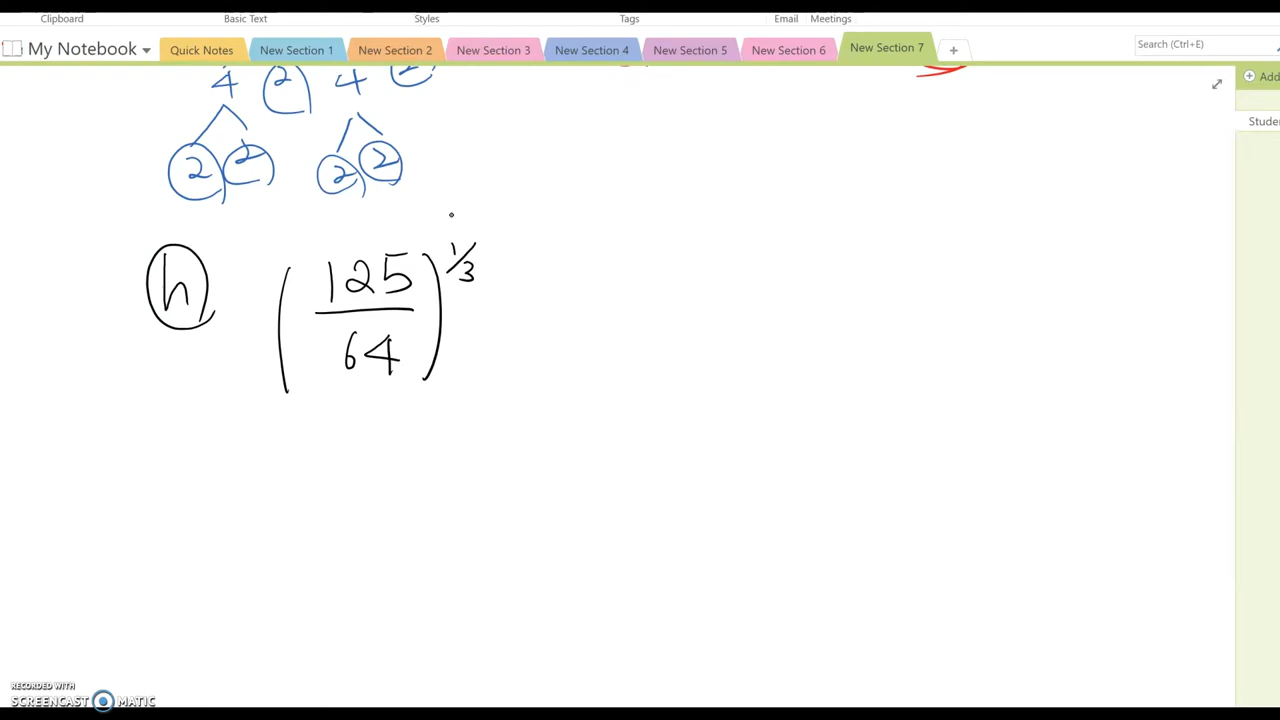 Clipboard Basic Text Styles Tags Email Meetings
My Notebook Quick Notes New Section 1 New Section 2 New Section 3 New Section 4 New Section 5 New Section 6 New Section 7 + Search (Ctrl+E)
Add
4 2 4 2
Stude
2 2 2 2
h (125/64)^1/3
RECORDED WITH
SCREENCAST MATIC